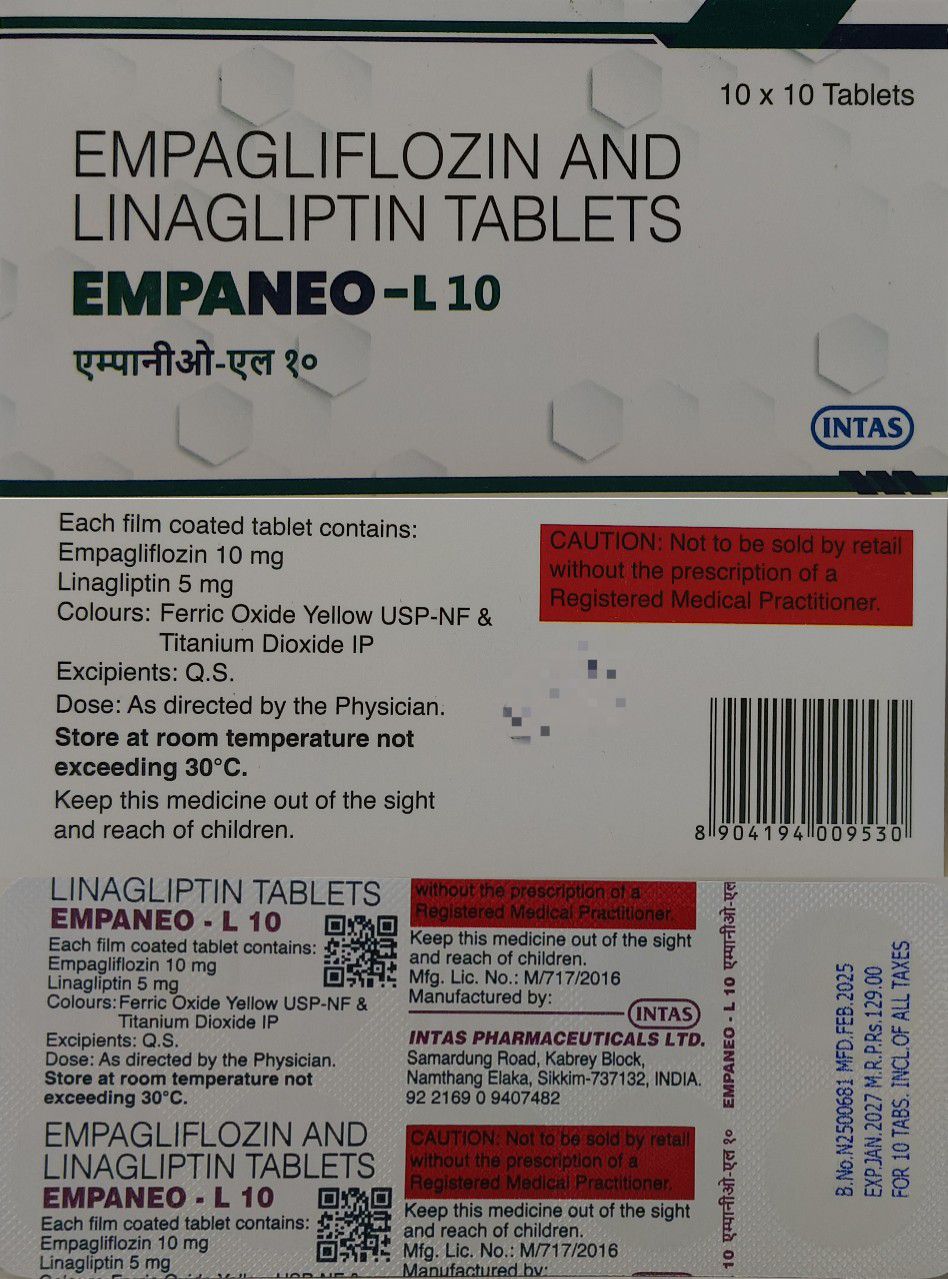 10 x 10 Tablets
EMPAGLIFLOZIN AND
LINAGLIPTIN TABLETS
EMPANEO-L 10
एम्पानीओ-एल १०
INTAS
Each film coated tablet contains:
Empagliflozin 10 mg
Linagliptin 5 mg
Colours: Ferric Oxide Yellow USP-NF &
Titanium Dioxide IP
Excipients: Q.S.
Dose: As directed by the Physician.
Store at room temperature not
exceeding 30°C.
Keep this medicine out of the sight
and reach of children.
CAUTION: Not to be sold by retail
without the prescription of a
Registered Medical Practitioner.
8 904194 009530
LINAGLIPTIN TABLETS
EMPANEO - L 10
Each film coated tablet contains:
Empagliflozin 10 mg
Linagliptin 5 mg
Colours: Ferric Oxide Yellow USP-NF &
Titanium Dioxide IP
Excipients: Q.S.
Dose: As directed by the Physician.
Store at room temperature not
exceeding 30°C.
without the prescription of a
Registered Medical Practitioner.
Keep this medicine out of the sight
and reach of children.
Mfg. Lic. No.: M/717/2016
Manufactured by:
INTAS
INTAS PHARMACEUTICALS LTD.
Samardung Road, Kabrey Block,
Namthang Elaka, Sikkim-737132, INDIA.
92 2169 0 9407482
EMPAGLIFLOZIN AND
LINAGLIPTIN TABLETS
EMPANEO - L 10
Each film coated tablet contains:
Empagliflozin 10 mg
Linagliptin 5 mg
CAUTION: Not to be sold by retail
without the prescription of a
Registered Medical Practitioner.
Keep this medicine out of the sight
and reach of children.
Mfg. Lic. No.: M/717/2016
Manufactured by:
10 एम्पानीओ-एल १० EMPANEO - L 10 एम्पानीओ-एल
B.No.N2500681 MFD.FEB.2025
EXP.JAN.2027 M.R.P.Rs.129.00
FOR 10 TABS. INCL.OF ALL TAXES